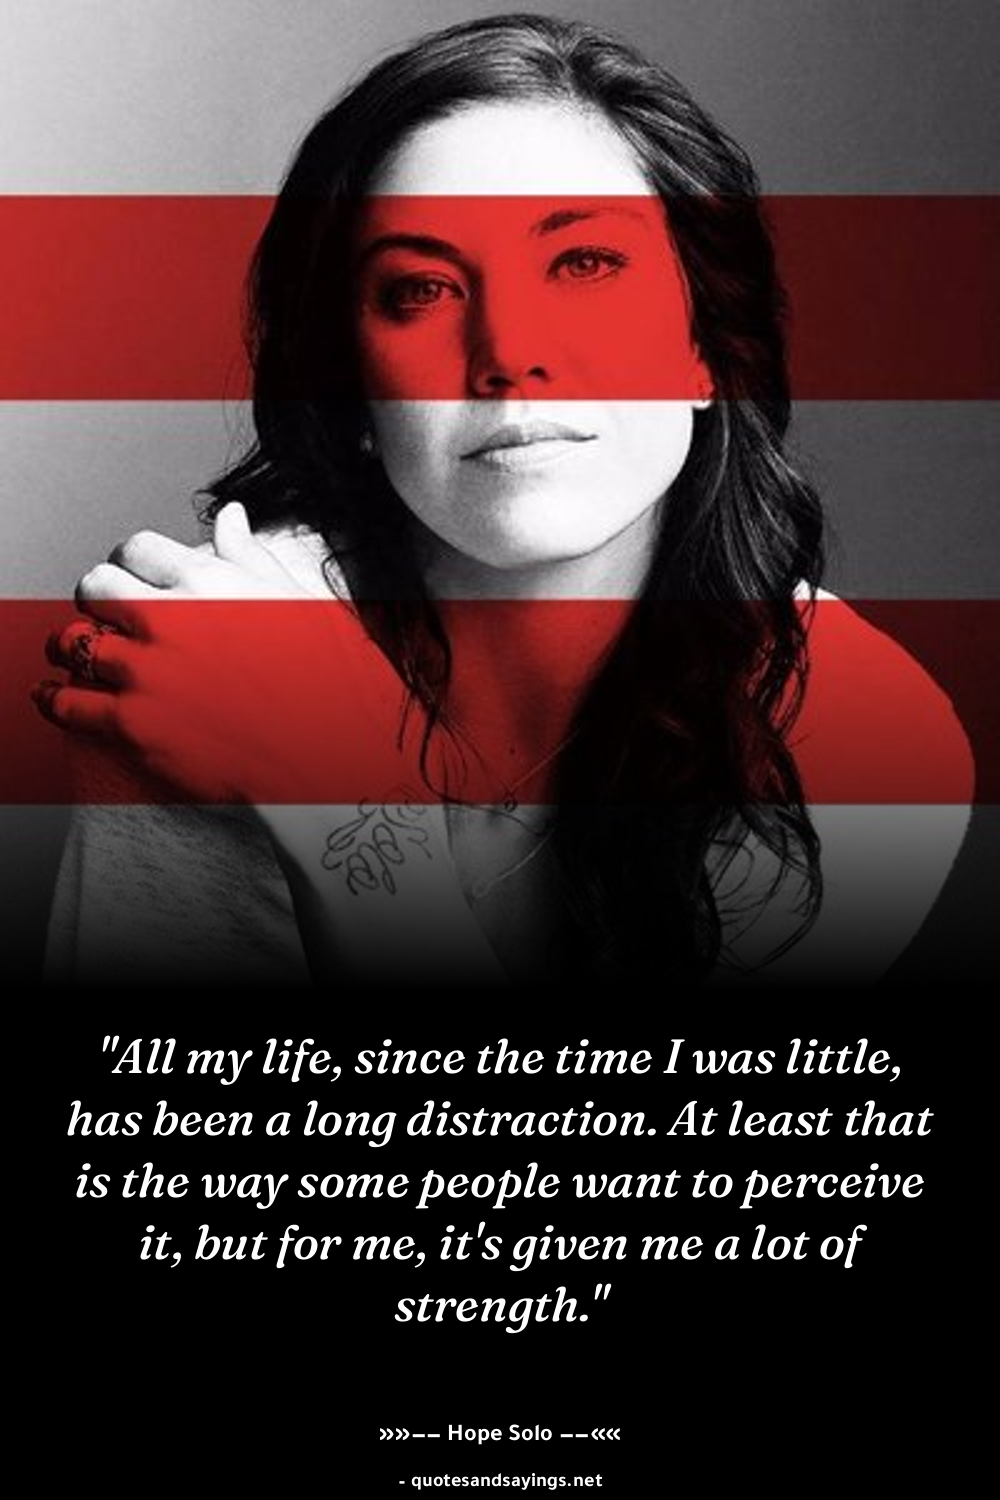 "All my life, since the time I was little,
has been a long distraction. At least that
is the way some people want to perceive
it, but for me, it's given me a lot of
strength."
»»−− Hope Solo −−««
- quotesandsayings.net